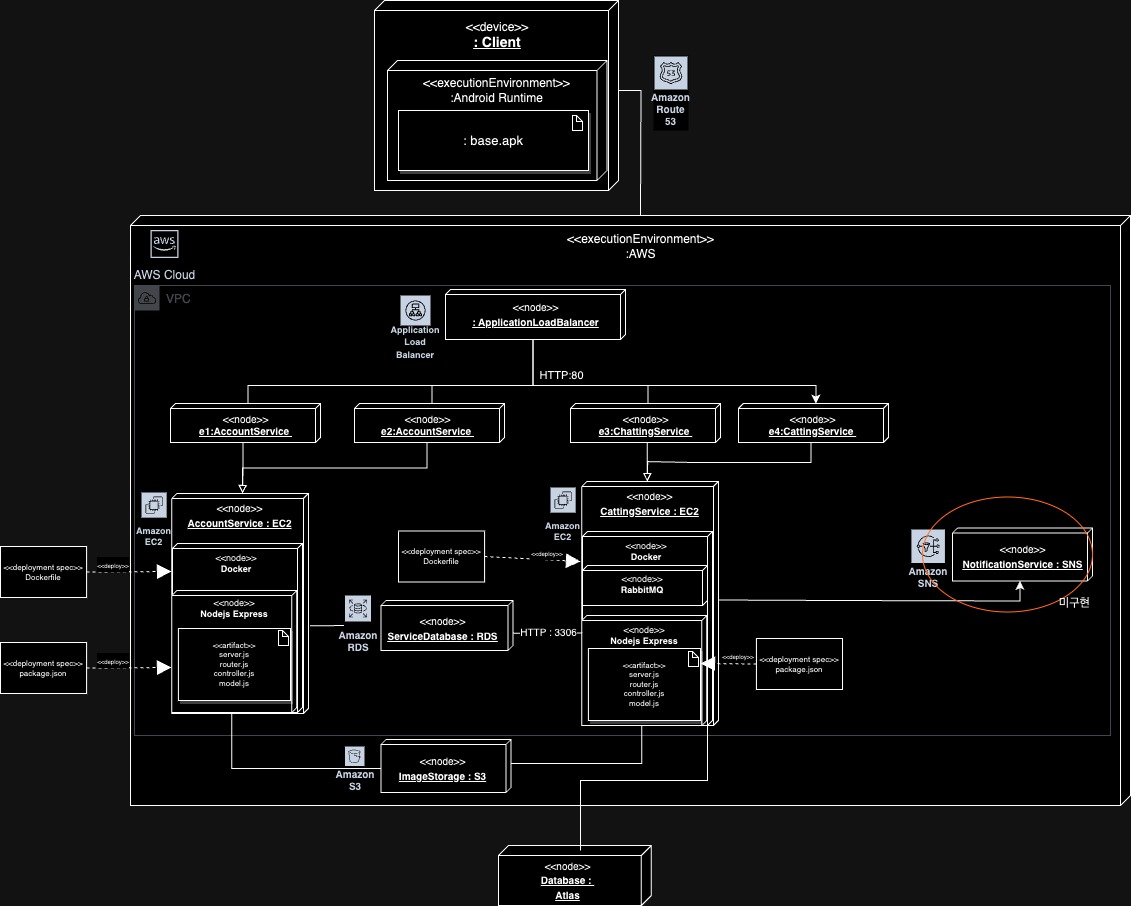 <<device>>
: Client
<<executionEnvironment>>
:Android Runtime
: base.apk
53
Amazon
Route
53
aws
AWS Cloud
<<executionEnvironment>>
:AWS
VPC
Application
Load
Balancer
<<node>>
: ApplicationLoadBalancer
HTTP:80
<<node>>
e1:AccountService
<<node>>
e2:AccountService
<<node>>
e3:ChattingService
<<node>>
e4:CattingService
Amazon
EC2
<<node>>
AccountService : EC2
<<node>>
Docker
<<node>>
Nodejs Express
<<artifact>>
server.js
router.js
controller.js
model.js
<<deployment spec>>
Dockerfile
<<deploy>>
<<deployment spec>>
package.json
<<deploy>>
Amazon
RDS
<<node>>
ServiceDatabase : RDS
HTTP : 3306
<<deployment spec>>
Dockerfile
<<deploy>>
Amazon
EC2
<<node>>
CattingService : EC2
<<node>>
Docker
<<node>>
RabbitMQ
<<node>>
Nodejs Express
<<artifact>>
server.js
router.js
controller.js
model.js
<<deploy>>
<<deployment spec>>
package.json
Amazon
SNS
<<node>>
NotificationService : SNS
미구현
Amazon
S3
<<node>>
ImageStorage : S3
<<node>>
Database :
Atlas